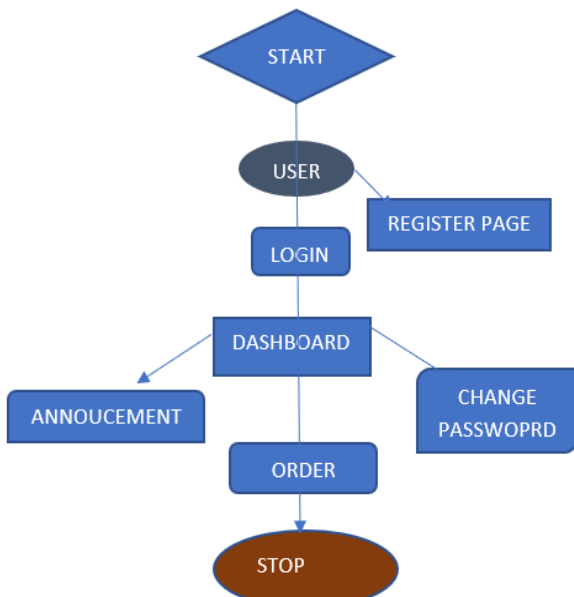 START
USER
REGISTER PAGE
LOGIN
DASHBOARD
ANNOUCEMENT
CHANGE
PASSWOPRD
ORDER
STOP